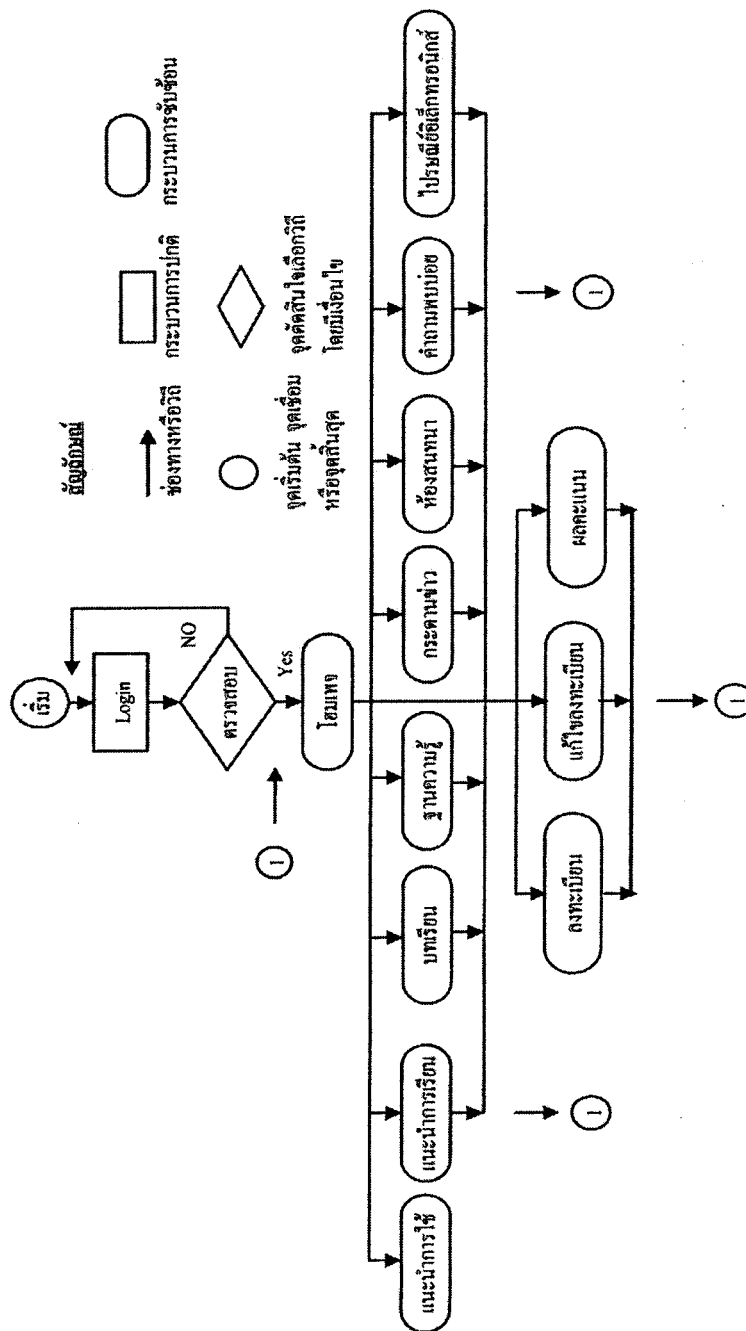 เริ่ม
Login
ตรวจสอบ
NO
Yes
1
โฮมเพจ
สัญลักษณ์
ช่องทางหรือวิถี
กระบวนการปกติ
กระบวนการซับซ้อน
จุดเริ่มต้น จุดเชื่อม
หรือจุดสิ้นสุด
จุดตัดสินใจเลือกวิถี
โดยมีเงื่อนไข
แนะนำการใช้
แนะนำการเรียน
บทเรียน
ฐานความรู้
กระดานข่าว
ห้องสนทนา
คำถามพบบ่อย
ไปรษณีย์อิเล็กทรอนิกส์
1
1
ลงทะเบียน
แก้ไขลงทะเบียน
ผลคะแนน
1